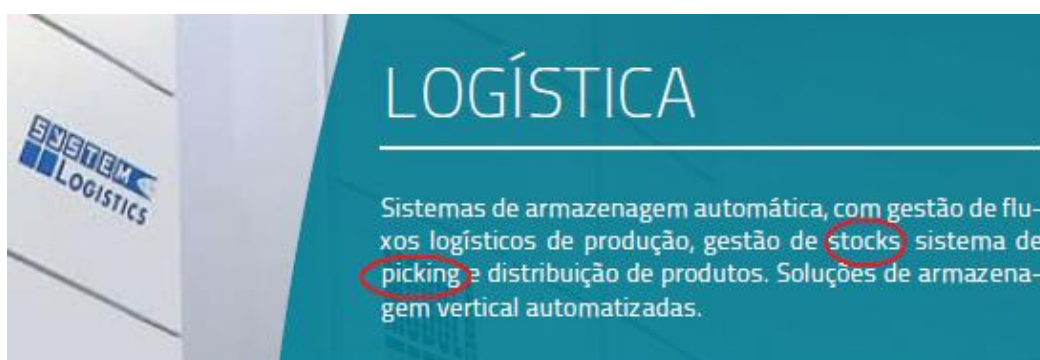 SYSTEM
LOGISTICS
LOGÍSTICA
Sistemas de armazenagem automática, com gestão de flu-
xos logísticos de produção, gestão de stocks, sistema de
picking e distribuição de produtos. Soluções de armazena-
gem vertical automatizadas.